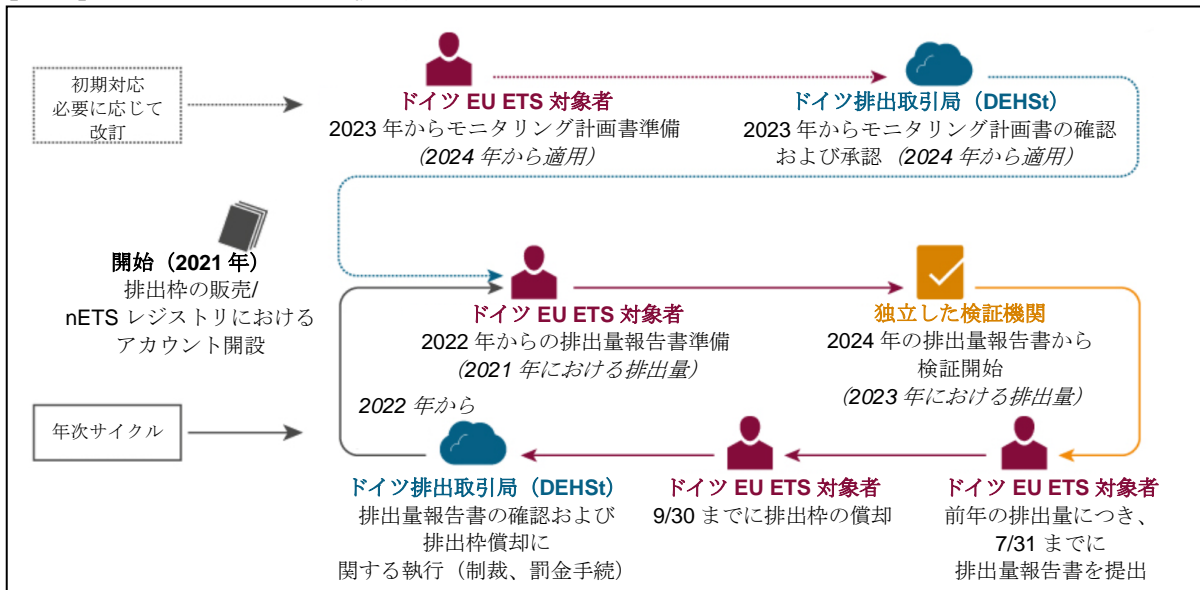 初期対応
必要に応じて
改訂
ドイツ EU ETS 対象者
2023 年からモニタリング計画書準備
（2024 年から適用）
ドイツ排出取引局（DEHSt）
2023 年からモニタリング計画書の確認
および承認（2024 年から適用）
開始（2021 年）
排出枠の販売/
nETS レジストリにおける
アカウント開設
ドイツ EU ETS 対象者
2022 年からの排出量報告書準備
（2021 年における排出量）
独立した検証機関
2024 年の排出量報告書から
検証開始
（2023 年における排出量）
2022 年から
年次サイクル
ドイツ排出取引局（DEHSt）
排出量報告書の確認および
排出枠償却に
関する執行（制裁、罰金手続）
ドイツ EU ETS 対象者
9/30 までに排出枠の償却
ドイツ EU ETS 対象者
前年の排出量につき、
7/31 までに
排出量報告書を提出